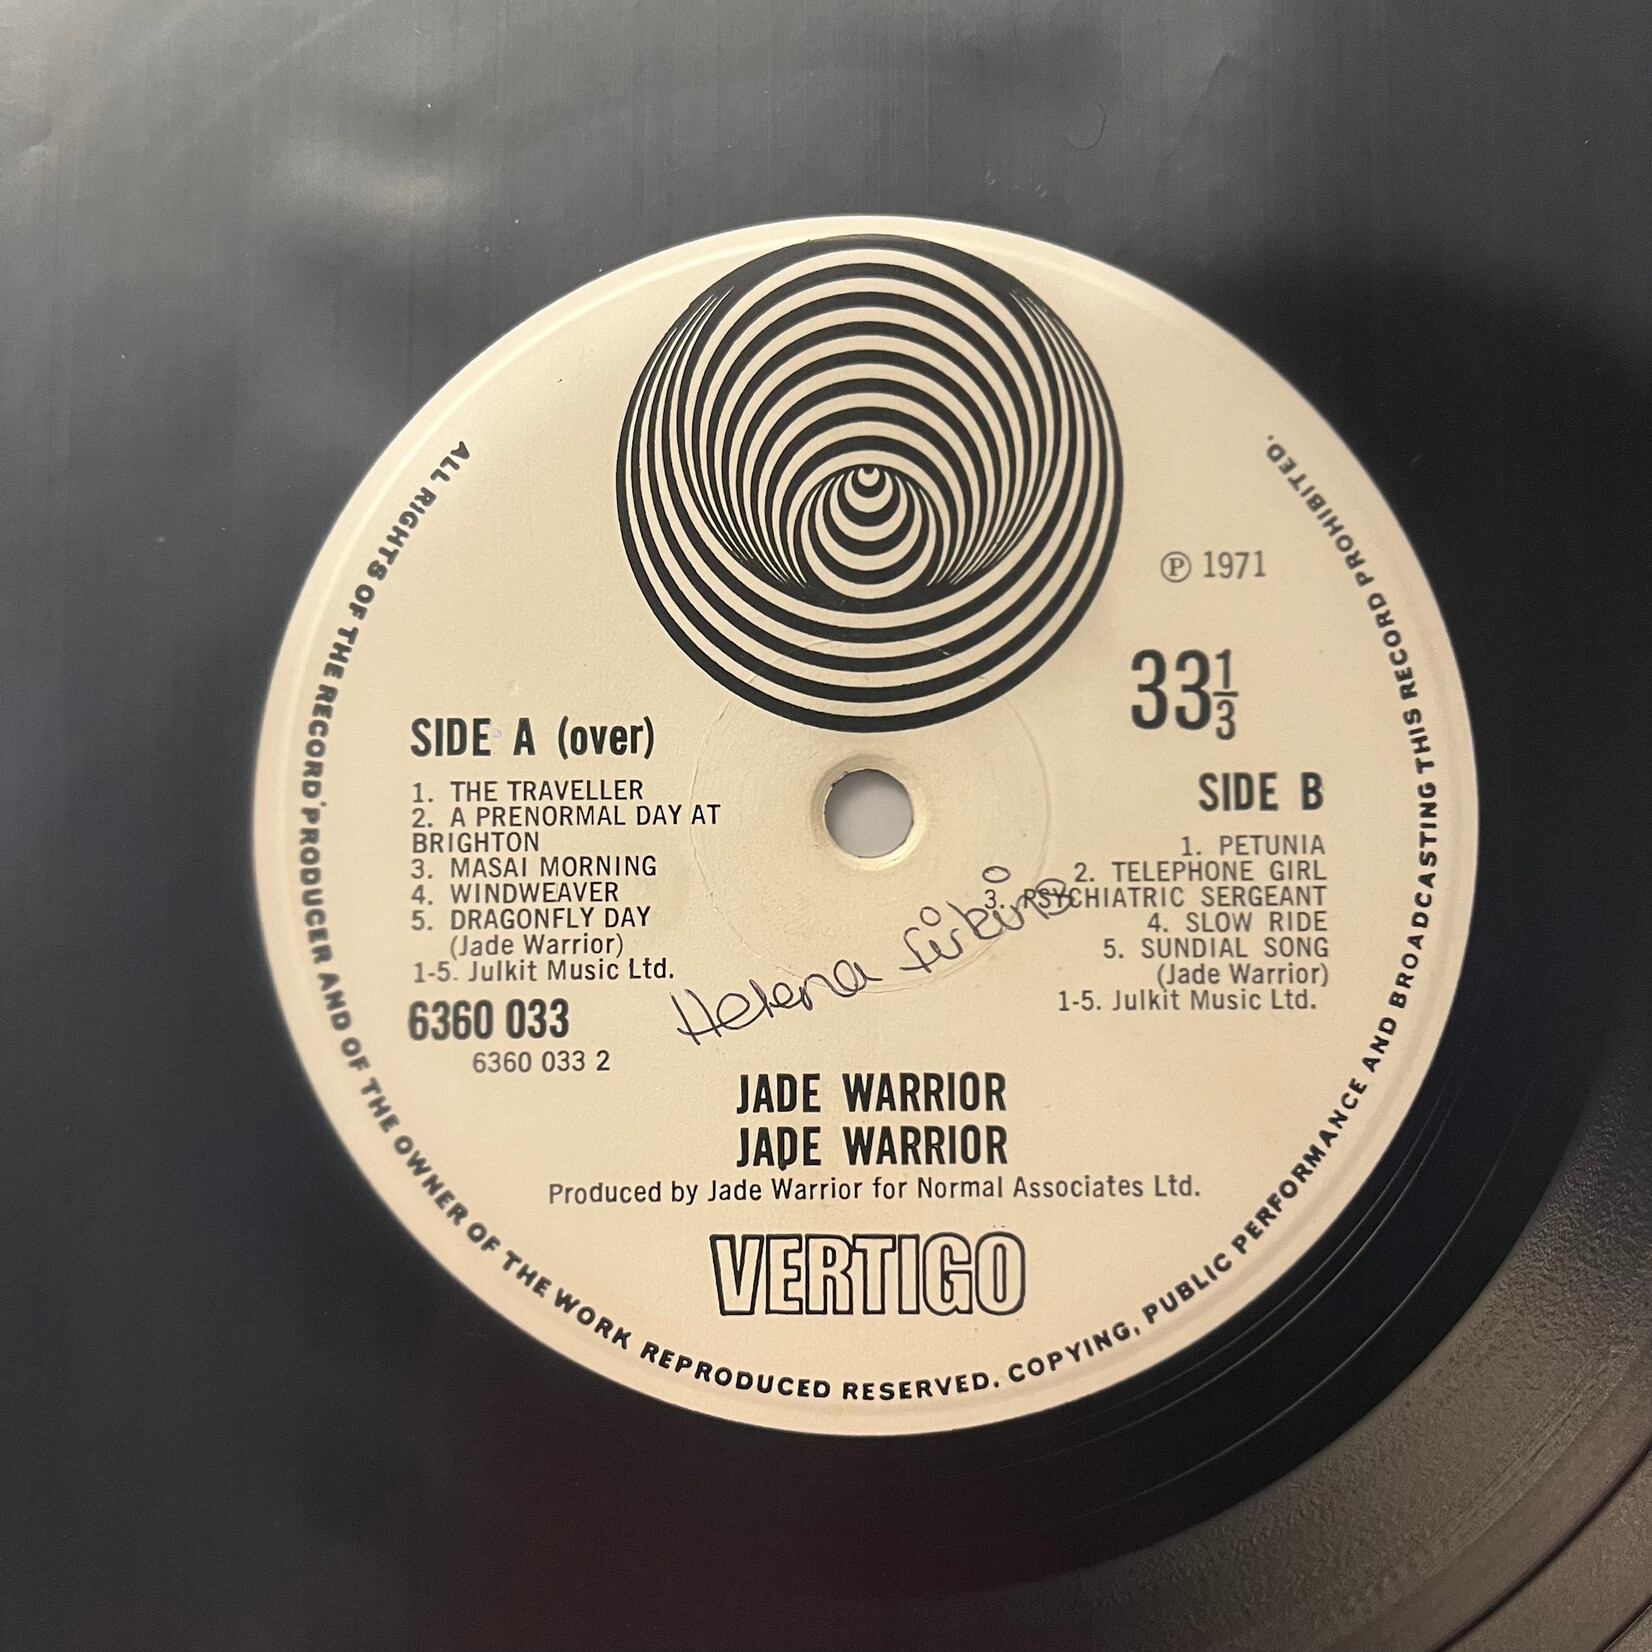 ALL RIGHTS OF THE RECORD PRODUCER AND OF THE OWNER OF THE WORK REPRODUCED RESERVED. COPYING, PUBLIC PERFORMANCE AND BROADCASTING THIS RECORD PROHIBITED.
℗ 1971
33 1/3
SIDE A (over)
1. THE TRAVELLER
2. A PRENORMAL DAY AT
BRIGHTON
3. MASAI MORNING
4. WINDWEAVER
5. DRAGONFLY DAY
(Jade Warrior)
1-5. Julkit Music Ltd.
6360 033
6360 033 2
SIDE B
1. PETUNIA
2. TELEPHONE GIRL
3. PSYCHIATRIC SERGEANT
4. SLOW RIDE
5. SUNDIAL SONG
(Jade Warrior)
1-5. Julkit Music Ltd.
Helena
JADE WARRIOR
JADE WARRIOR
Produced by Jade Warrior for Normal Associates Ltd.
VERTIGO